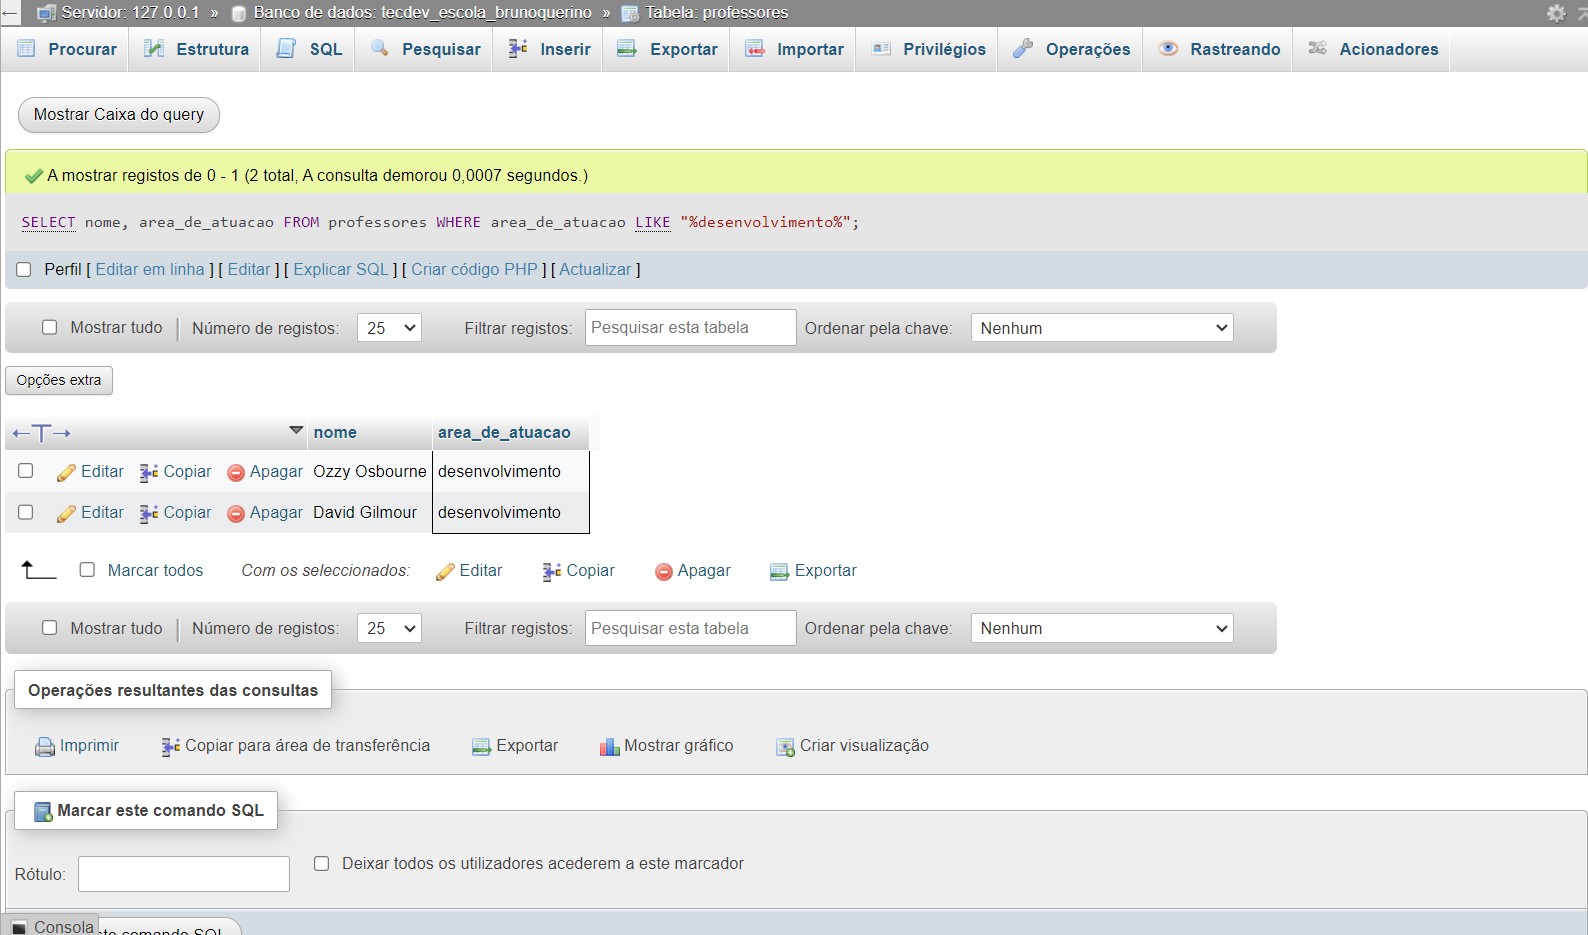 Servidor: 127.0.0.1 » Banco de dados: tecdev_escola_brunoquerino » Tabela: professores
Procurar Estrutura SQL Pesquisar Inserir Exportar Importar Privilégios Operações Rastreando Acionadores
Mostrar Caixa do query
A mostrar registos de 0 - 1 (2 total, A consulta demorou 0,0007 segundos.)
SELECT nome, area_de_atuacao FROM professores WHERE area_de_atuacao LIKE "%desenvolvimento%";
Perfil [ Editar em linha ] [ Editar ] [ Explicar SQL ] [ Criar código PHP ] [ Actualizar ]
Mostrar tudo | Número de registos: 25 Filtrar registos: Pesquisar esta tabela Ordenar pela chave: Nenhum
Opções extra
←T→ nome area_de_atuacao
Editar Copiar Apagar Ozzy Osbourne desenvolvimento
Editar Copiar Apagar David Gilmour desenvolvimento
Marcar todos Com os seleccionados: Editar Copiar Apagar Exportar
Mostrar tudo | Número de registos: 25 Filtrar registos: Pesquisar esta tabela Ordenar pela chave: Nenhum
Operações resultantes das consultas
Imprimir Copiar para área de transferência Exportar Mostrar gráfico Criar visualização
Marcar este comando SQL
Rótulo: Deixar todos os utilizadores acederem a este marcador
Consola ste comando SQL